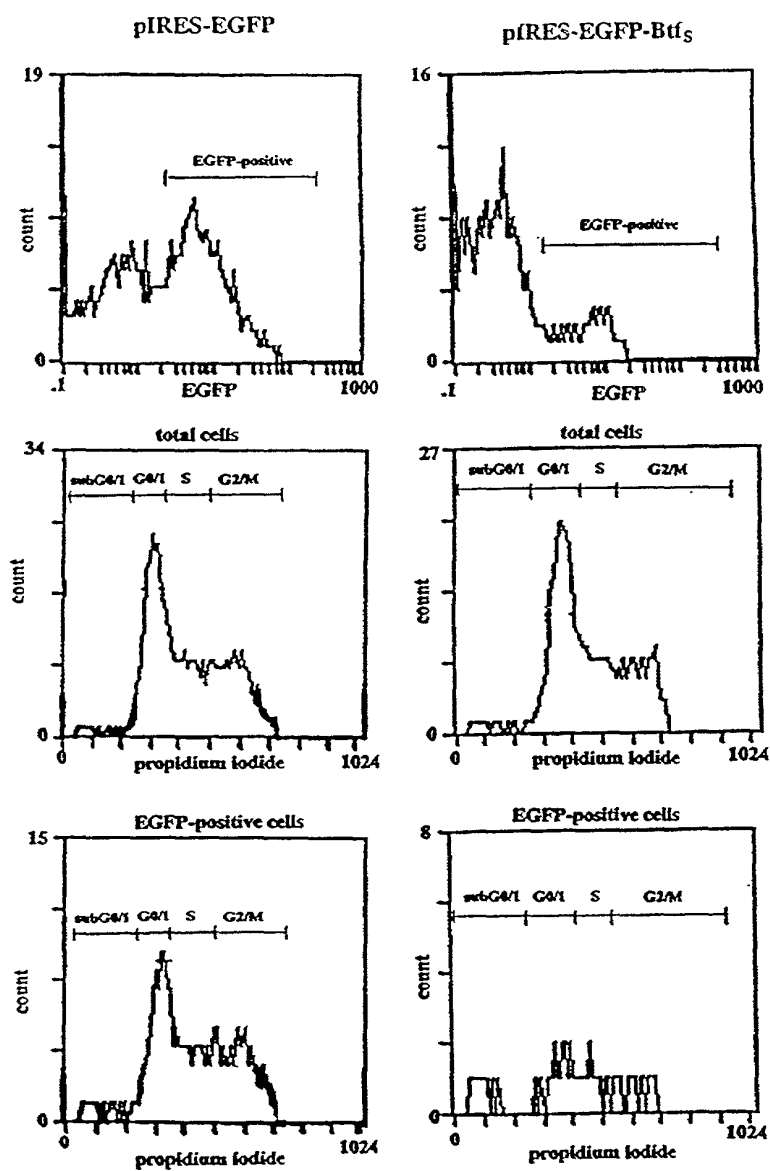 pIRES-EGFP
pIRES-EGFP-Btfs
19
EGFP-positive
count
0
.1
EGFP
1000
16
EGFP-positive
count
0
.1
EGFP
1000
total cells
34
subG0/1 G0/1 S G2/M
count
0
0
propidium iodide
1024
total cells
27
subG0/1 G0/1 S G2/M
count
0
0
propidium iodide
1024
EGFP-positive cells
15
subG0/1 G0/1 S G2/M
count
0
0
propidium iodide
1024
EGFP-positive cells
8
subG0/1 G0/1 S G2/M
count
0
0
propidium iodide
1024